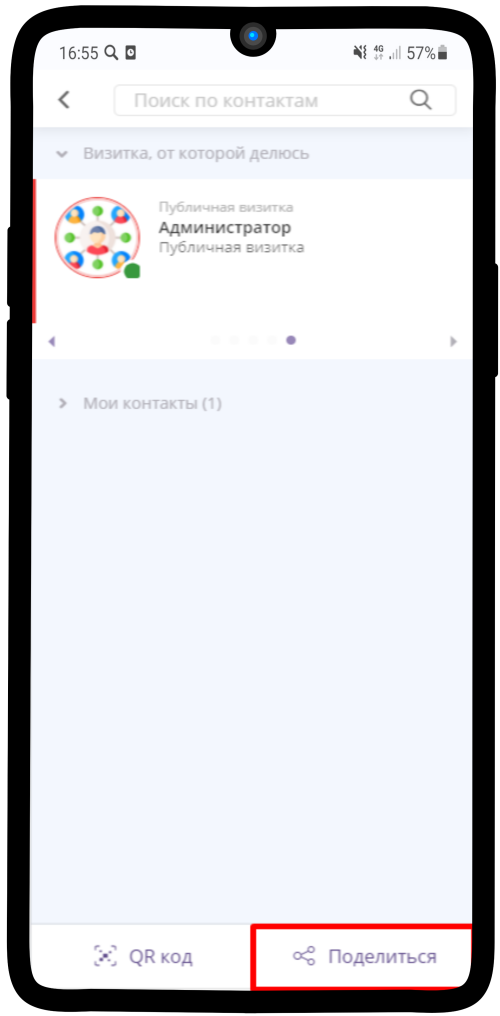 16:55
4G
57%
Поиск по контактам
Визитка, от которой делюсь
Публичная визитка
Администратор
Публичная визитка
Мои контакты (1)
QR код
Поделиться